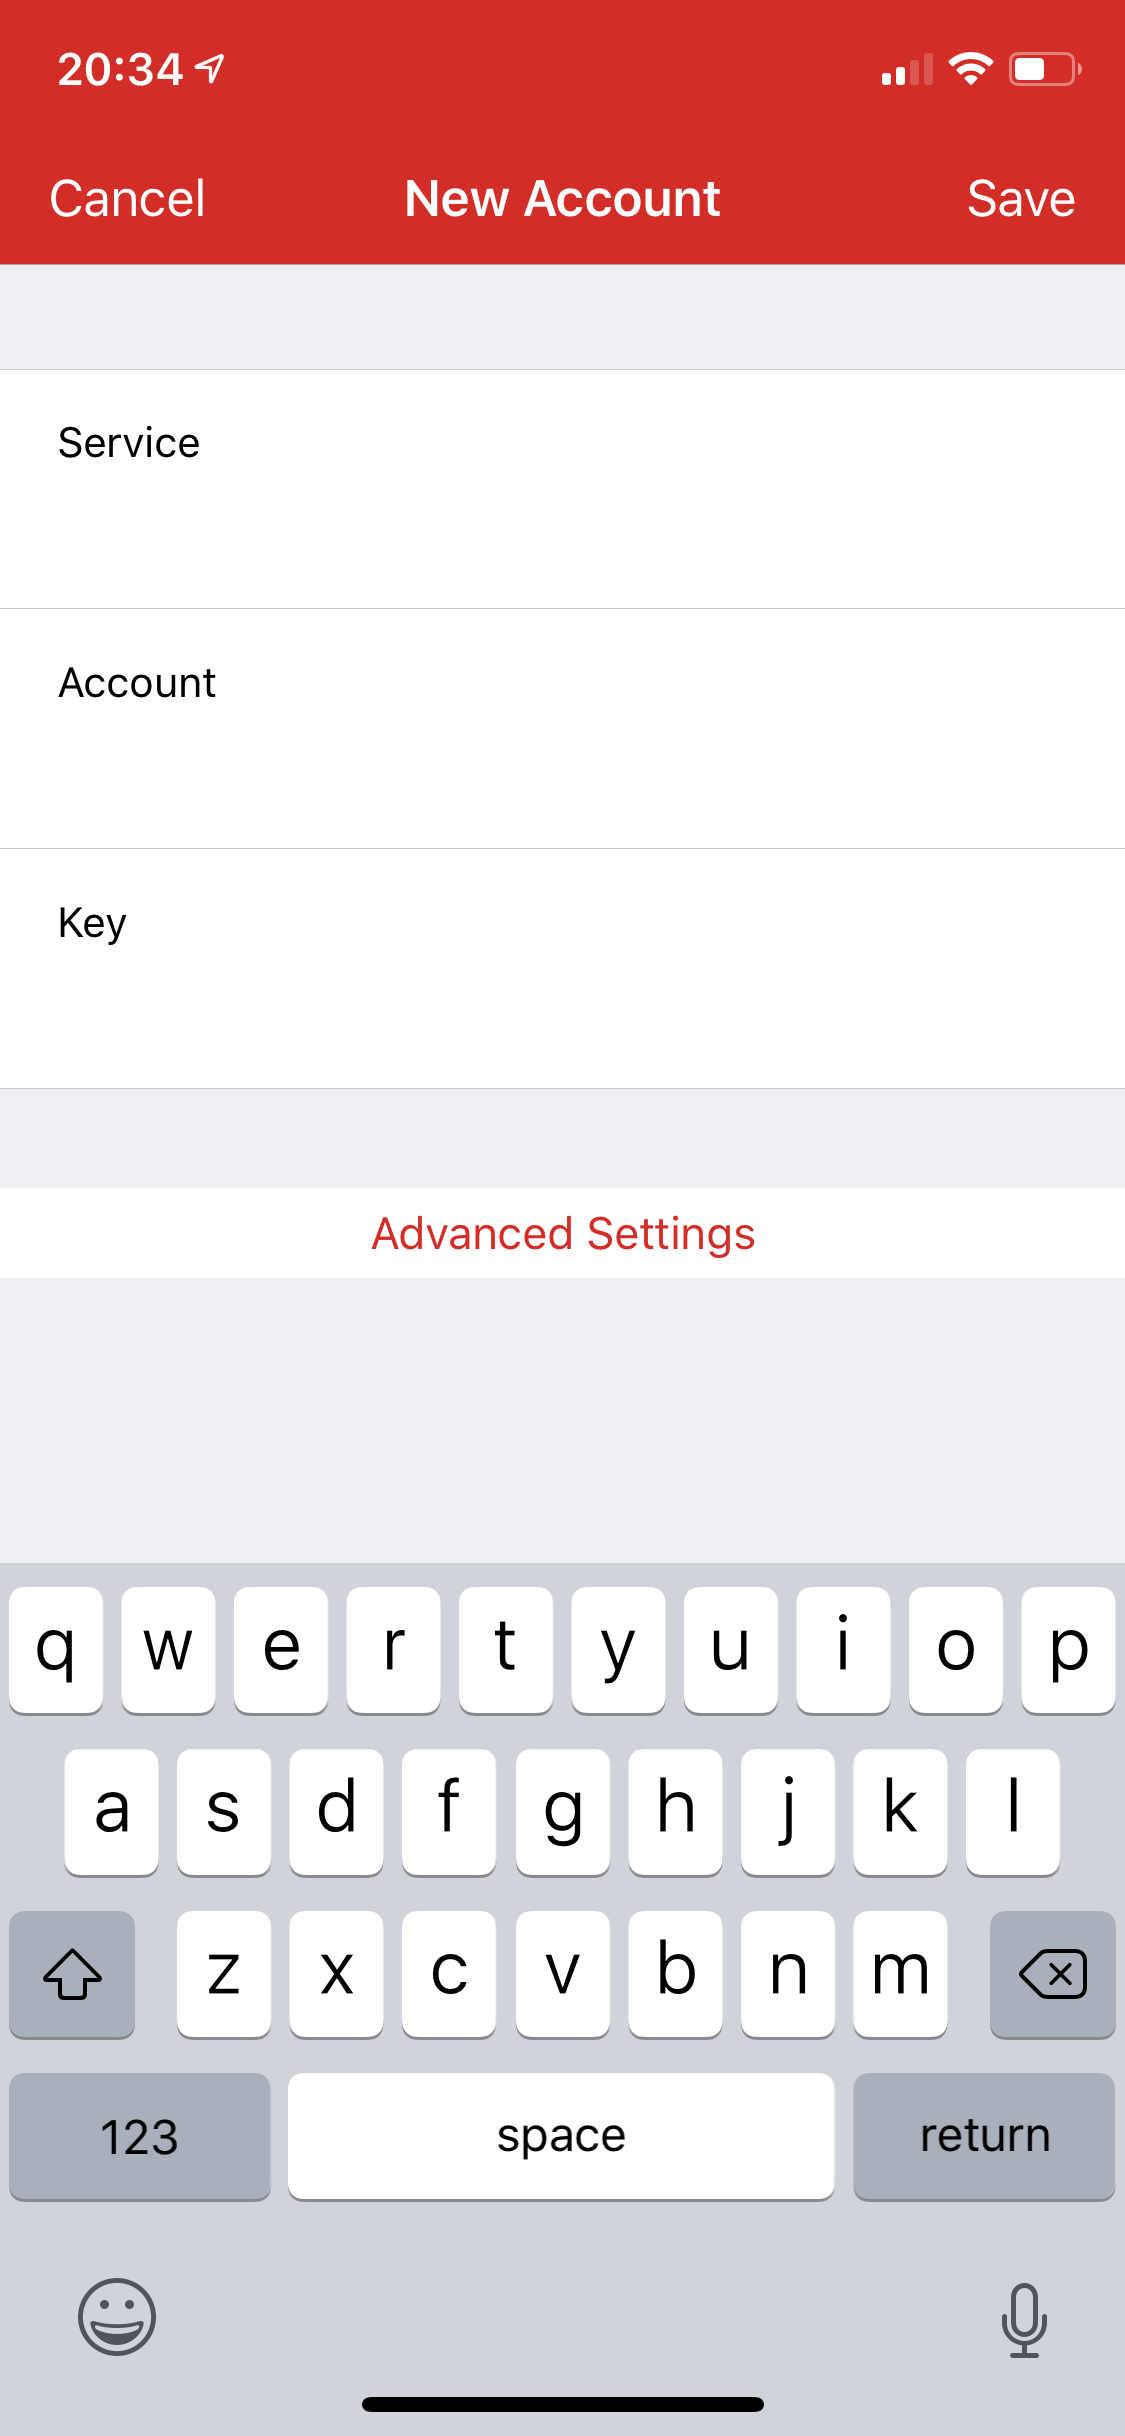 20:34
Cancel New Account Save
Service
Account
Key
Advanced Settings
q w e r t y u i o p
a s d f g h j k l
z x c v b n m
123 space return